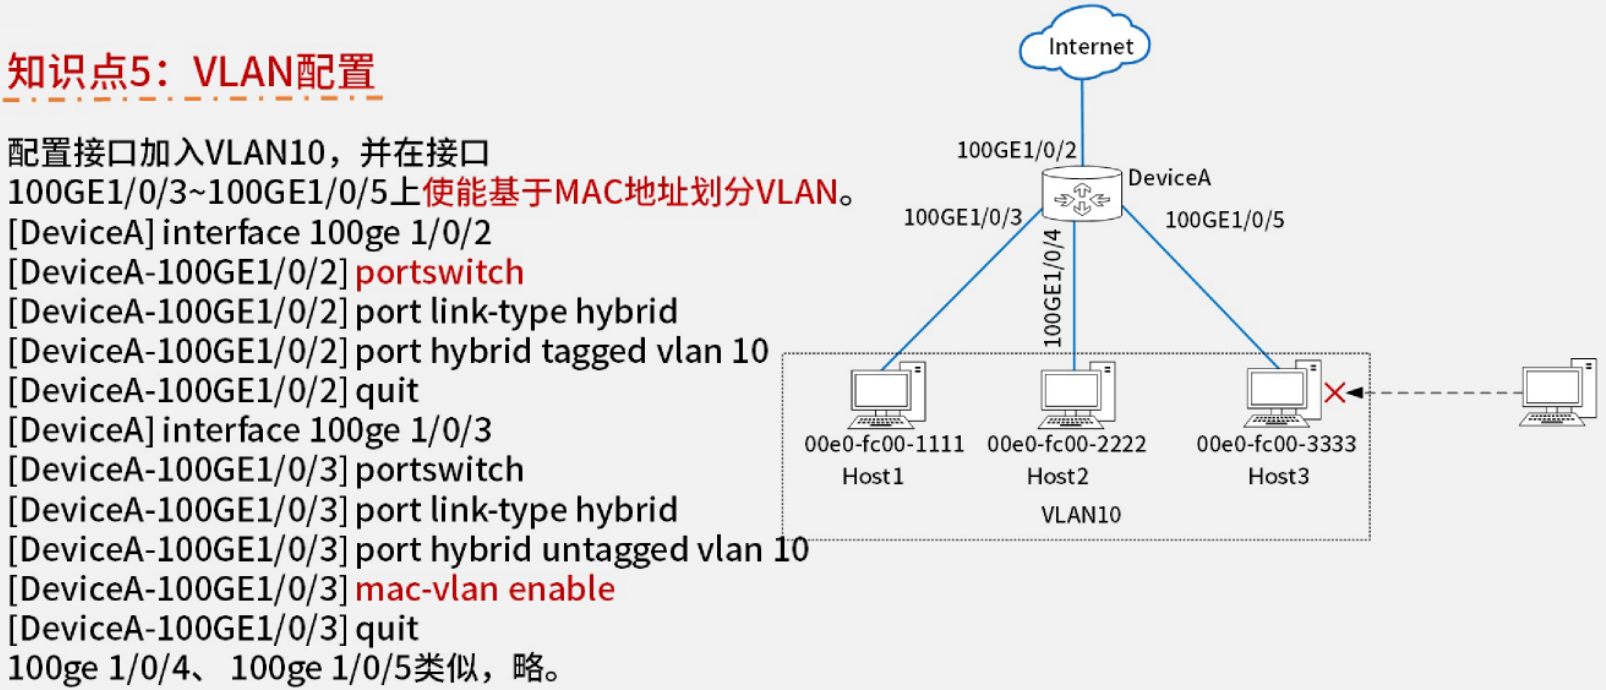 知识点5：VLAN配置
配置接口加入VLAN10，并在接口
100GE1/0/3~100GE1/0/5上使能基于MAC地址划分VLAN。
[DeviceA] interface 100ge 1/0/2
[DeviceA-100GE1/0/2] portswitch
[DeviceA-100GE1/0/2] port link-type hybrid
[DeviceA-100GE1/0/2] port hybrid tagged vlan 10
[DeviceA-100GE1/0/2] quit
[DeviceA] interface 100ge 1/0/3
[DeviceA-100GE1/0/3] portswitch
[DeviceA-100GE1/0/3] port link-type hybrid
[DeviceA-100GE1/0/3] port hybrid untagged vlan 10
[DeviceA-100GE1/0/3] mac-vlan enable
[DeviceA-100GE1/0/3] quit
100ge 1/0/4、 100ge 1/0/5类似，略。
Internet
100GE1/0/2
DeviceA
100GE1/0/3
100GE1/0/4
100GE1/0/5
00e0-fc00-1111
00e0-fc00-2222
00e0-fc00-3333
Host1
Host2
Host3
VLAN10